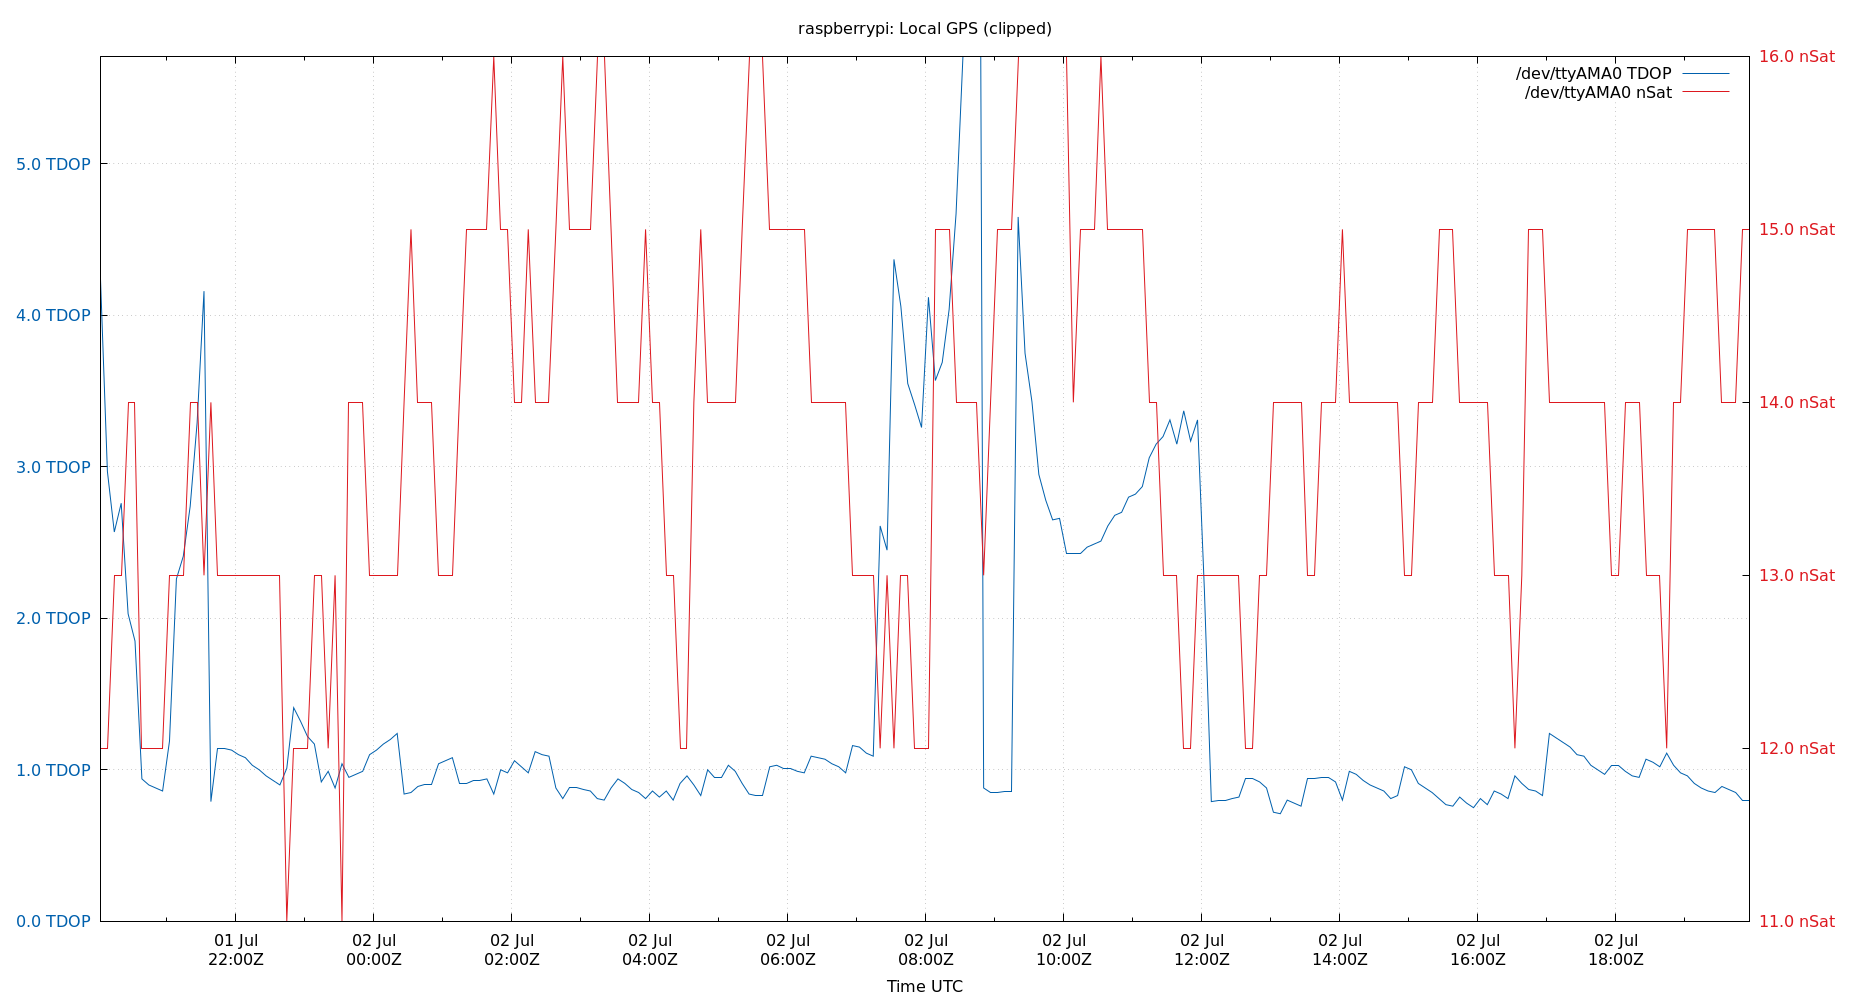 raspberrypi: Local GPS (clipped)
/dev/ttyAMA0 TDOP
/dev/ttyAMA0 nSat
5.0 TDOP
4.0 TDOP
3.0 TDOP
2.0 TDOP
1.0 TDOP
0.0 TDOP
16.0 nSat
15.0 nSat
14.0 nSat
13.0 nSat
12.0 nSat
11.0 nSat
01 Jul
22:00Z
02 Jul
00:00Z
02 Jul
02:00Z
02 Jul
04:00Z
02 Jul
06:00Z
02 Jul
08:00Z
02 Jul
10:00Z
02 Jul
12:00Z
02 Jul
14:00Z
02 Jul
16:00Z
02 Jul
18:00Z
Time UTC